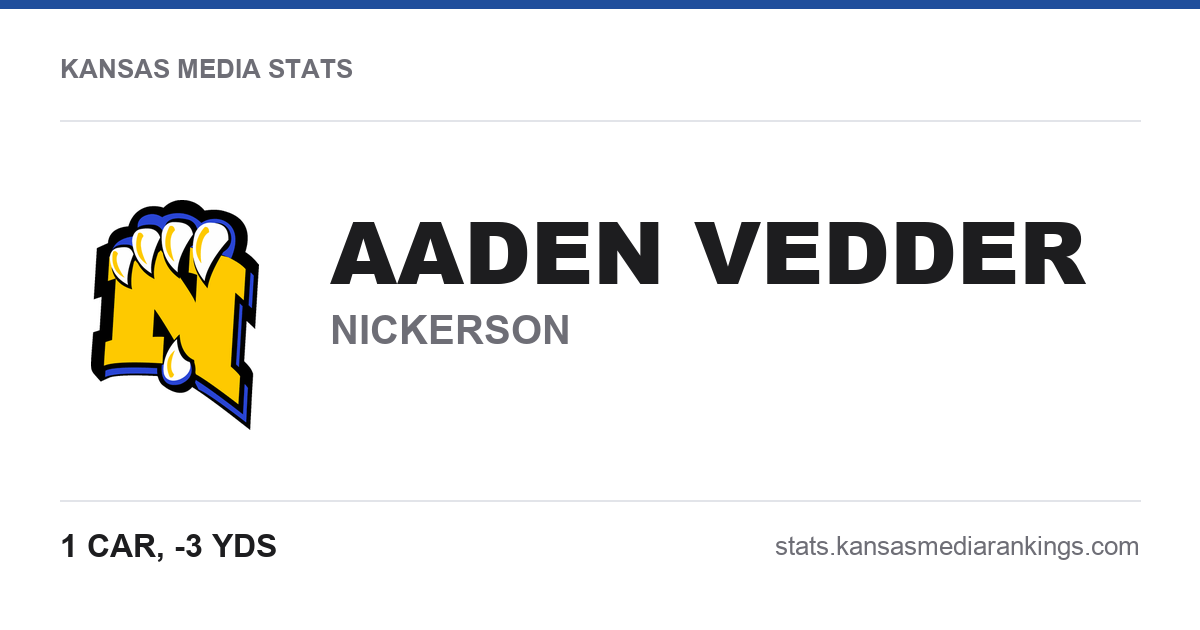 KANSAS MEDIA STATS
N
AADEN VEDDER
NICKERSON
1 CAR, -3 YDS
stats.kansasmediarankings.com